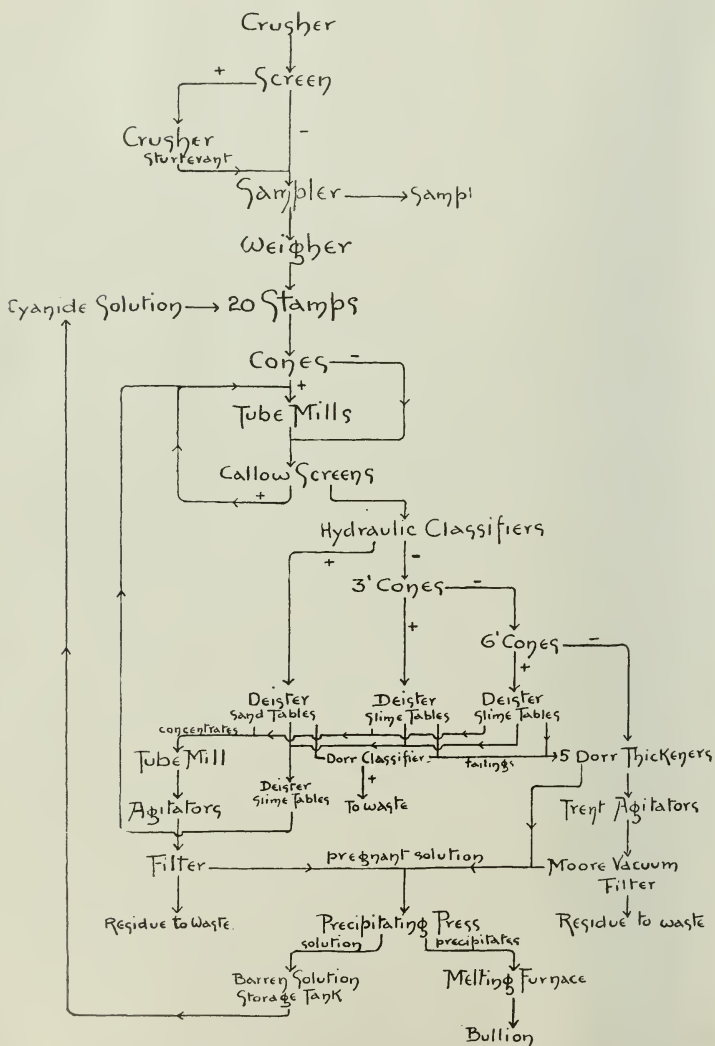 Crusher
+
Screen
-
Crusher
Sturtevant
Sampler
Sampl
Weigher
Cyanide Solution
20 Stamps
Cones
-
+
Tube Mills
Callow Screens
+
Hydraulic Classifiers
+
-
3' Cones
-
+
6' Cones
-
+
Deister
Sand Tables
Deister
Slime Tables
Deister
Slime Tables
concentrates
Tube Mill
Dorr Classifier
tailings
5 Dorr Thickeners
+
Deister
Slime Tables
To waste
Agitators
Trent Agitators
Filter
pregnant solution
Moore Vacuum
Filter
Residue to Waste.
Precipitating Press
Residue to waste
solution
precipitates
Barren Solution
Storage Tank
Melting Furnace
Bullion